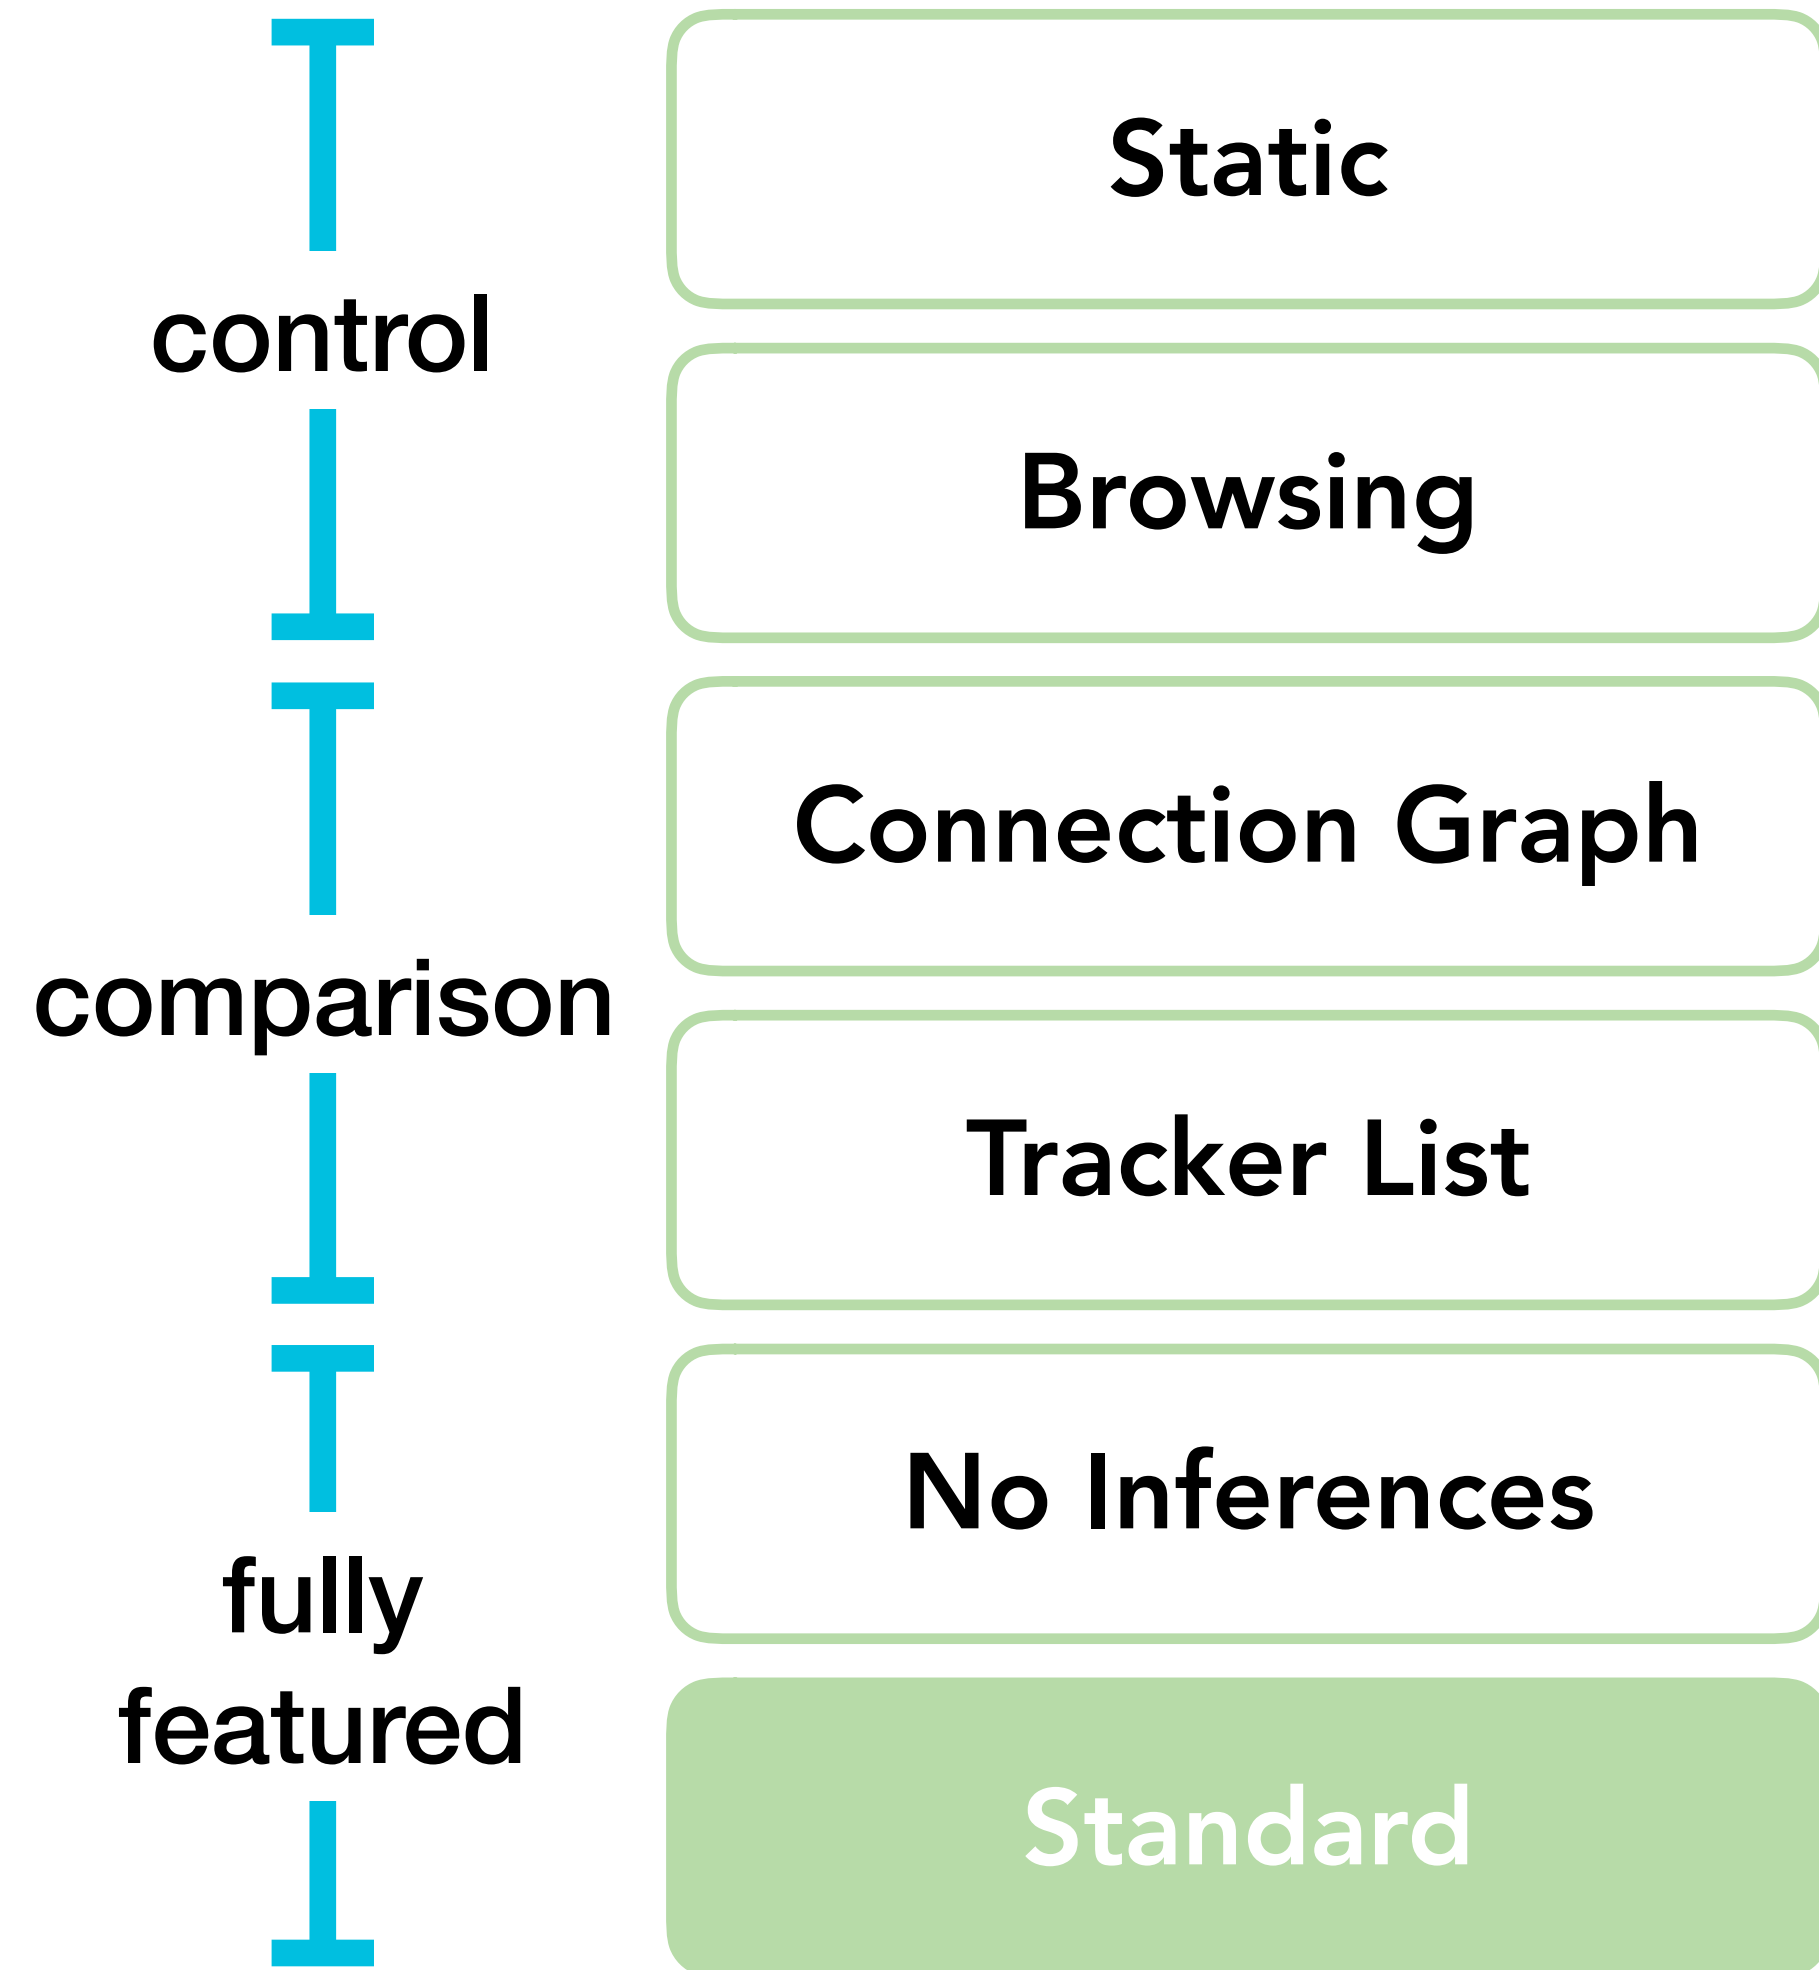 Static
control
Browsing
Connection Graph
comparison
Tracker List
No Inferences
fully
featured
Standard